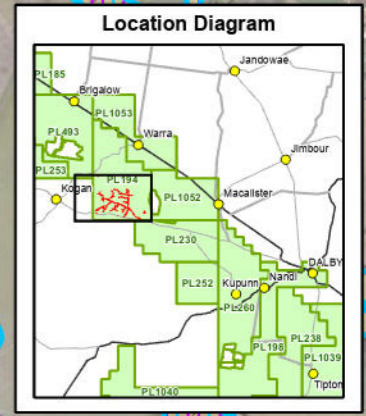 Location Diagram
Jandowae
PL185
Brigalow
PL1053
PL493
Warra
Jimbour
PL253
PL194
Kogan
PL1052
Macalister
PL230
DALBY
PL252
Kupunn
Nandi
PL260
PL198
PL238
PL1039
Tipton
PL1040